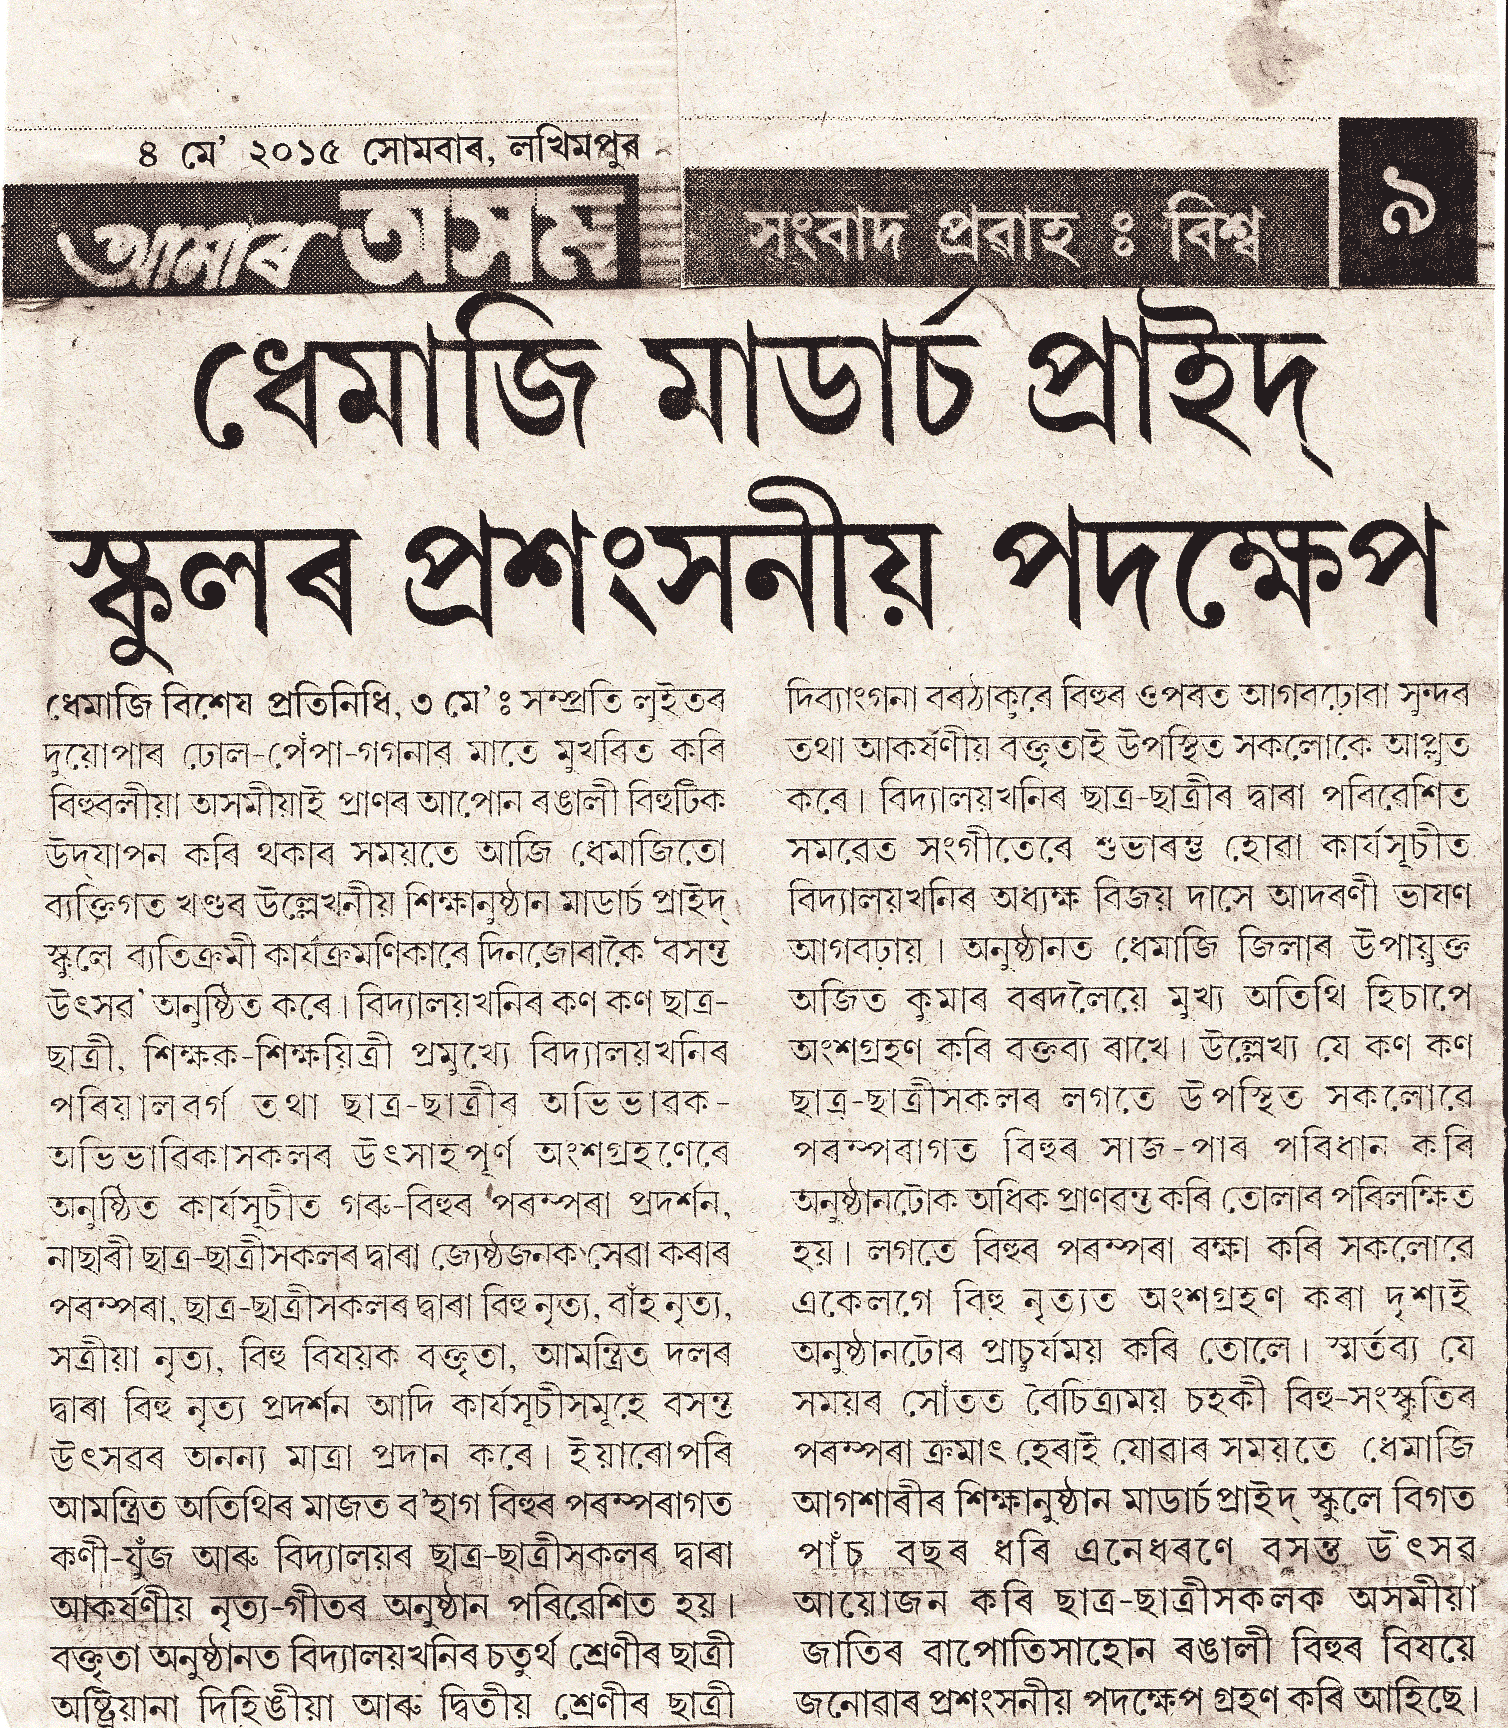 ৪ মে' ২০১৫ সোমবাৰ, লখিমপুৰ
আমাৰ অসম
সংবাদ প্ৰৱাহ ঃ বিশ্ব
৯
ধেমাজি মাডাৰ্চ প্ৰাইদ্
স্কুলৰ প্ৰশংসনীয় পদক্ষেপ
ধেমাজি বিশেষ প্ৰতিনিধি, ৩ মে'ঃ সম্প্ৰতি লুইতৰ
দুয়োপাৰ ঢোল-পেঁপা-গগনাৰ মাতে মুখৰিত কৰি
বিহুবলীয়া অসমীয়াই প্ৰাণৰ আপোন ৰঙালী বিহুটিক
উদ্‌যাপন কৰি থকাৰ সময়তে আজি ধেমাজিতো
ব্যক্তিগত খণ্ডৰ উল্লেখনীয় শিক্ষানুষ্ঠান মাডাৰ্চ প্ৰাইদ্
স্কুলে ব্যতিক্ৰমী কাৰ্যক্ৰমণিকাৰে দিনজোৰাকৈ 'বসন্ত
উৎসৱ' অনুষ্ঠিত কৰে। বিদ্যালয়খনিৰ কণ কণ ছাত্ৰ-
ছাত্ৰী, শিক্ষক-শিক্ষয়িত্ৰী প্ৰমুখ্যে বিদ্যালয়খনিৰ
পৰিয়ালবৰ্গ তথা ছাত্ৰ-ছাত্ৰীৰ অভিভাৱক-
অভিভাৱিকাসকলৰ উৎসাহপূৰ্ণ অংশগ্ৰহণেৰে
অনুষ্ঠিত কাৰ্যসূচীত গৰু-বিহুৰ পৰম্পৰা প্ৰদৰ্শন,
নাছাৰী ছাত্ৰ-ছাত্ৰীসকলৰ দ্বাৰা জ্যেষ্ঠজনক সেৱা কৰাৰ
পৰম্পৰা, ছাত্ৰ-ছাত্ৰীসকলৰ দ্বাৰা বিহু নৃত্য, বাঁহ নৃত্য,
সত্ৰীয়া নৃত্য, বিহু বিষয়ক বক্তৃতা, আমন্ত্ৰিত দলৰ
দ্বাৰা বিহু নৃত্য প্ৰদৰ্শন আদি কাৰ্যসূচীসমূহে বসন্ত
উৎসৱৰ অনন্য মাত্ৰা প্ৰদান কৰে। ইয়াৰোপৰি
আমন্ত্ৰিত অতিথিৰ মাজত ব'হাগ বিহুৰ পৰম্পৰাগত
কণী-যুঁজ আৰু বিদ্যালয়ৰ ছাত্ৰ-ছাত্ৰীসকলৰ দ্বাৰা
আকৰ্ষণীয় নৃত্য-গীতৰ অনুষ্ঠান পৰিৱেশিত হয়।
বক্তৃতা অনুষ্ঠানত বিদ্যালয়খনিৰ চতুৰ্থ শ্ৰেণীৰ ছাত্ৰী
অষ্ট্ৰিয়ানা দিহিঙীয়া আৰু দ্বিতীয় শ্ৰেণীৰ ছাত্ৰী
দিব্যাংগনা বৰঠাকুৰে বিহুৰ ওপৰত আগবঢ়োৱা সুন্দৰ
তথা আকৰ্ষণীয় বক্তৃতাই উপস্থিত সকলোকে আপ্লুত
কৰে। বিদ্যালয়খনিৰ ছাত্ৰ-ছাত্ৰীৰ দ্বাৰা পৰিৱেশিত
সমৱেত সংগীতেৰে শুভাৰম্ভ হোৱা কাৰ্যসূচীত
বিদ্যালয়খনিৰ অধ্যক্ষ বিজয় দাসে আদৰণী ভাষণ
আগবঢ়ায়। অনুষ্ঠানত ধেমাজি জিলাৰ উপায়ুক্ত
অজিত কুমাৰ বৰদলৈয়ে মুখ্য অতিথি হিচাপে
অংশগ্ৰহণ কৰি বক্তব্য ৰাখে। উল্লেখ্য যে কণ কণ
ছাত্ৰ-ছাত্ৰীসকলৰ লগতে উপস্থিত সকলোৱে
পৰম্পৰাগত বিহুৰ সাজ-পাৰ পৰিধান কৰি
অনুষ্ঠানটোক অধিক প্ৰাণৱন্ত কৰি তোলাৰ পৰিলক্ষিত
হয়। লগতে বিহুৰ পৰম্পৰা ৰক্ষা কৰি সকলোৱে
একেলগে বিহু নৃত্যত অংশগ্ৰহণ কৰা দৃশ্যই
অনুষ্ঠানটোৰ প্ৰাচুৰ্যময় কৰি তোলে। স্মৰ্তব্য যে
সময়ৰ সোঁতত বৈচিত্ৰ্যময় চহকী বিহু-সংস্কৃতিৰ
পৰম্পৰা ক্ৰমাৎ হেৰাই যোৱাৰ সময়তে ধেমাজি
আগশাৰীৰ শিক্ষানুষ্ঠান মাডাৰ্চ প্ৰাইদ্ স্কুলে বিগত
পাঁচ বছৰ ধৰি এনেধৰণে বসন্ত উৎসৱ
আয়োজন কৰি ছাত্ৰ-ছাত্ৰীসকলক অসমীয়া
জাতিৰ বাপোতিসাহোন ৰঙালী বিহুৰ বিষয়ে
জনোৱাৰ প্ৰশংসনীয় পদক্ষেপ গ্ৰহণ কৰি আহিছে।